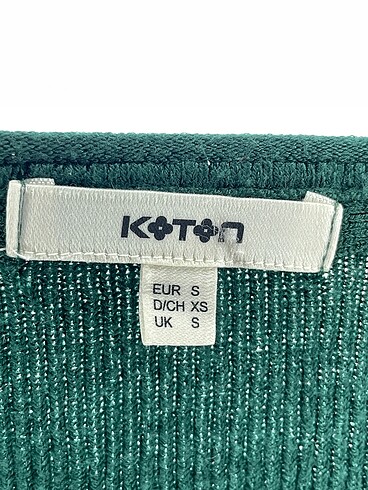 KOTON
EUR S
D/CH XS
UK S